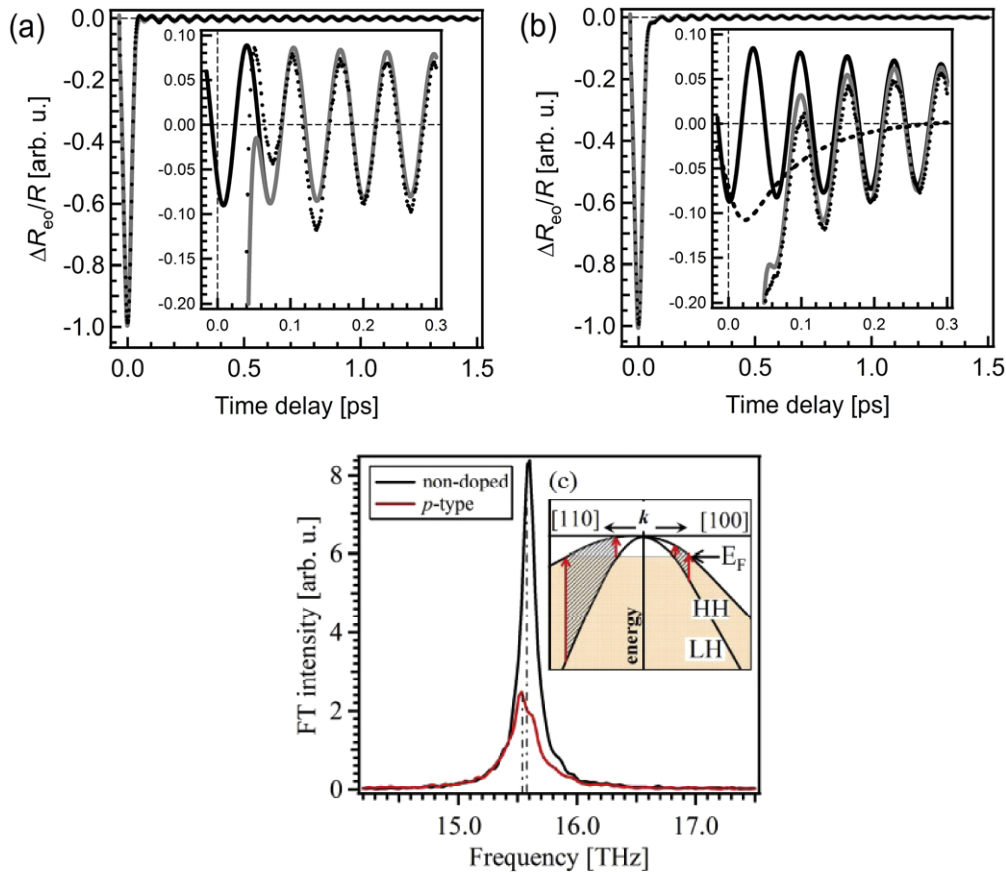 (a)
ΔR_eo/R [arb. u.]
0.0
-0.2
-0.4
-0.6
-0.8
-1.0
0.10
0.05
0.00
-0.05
-0.10
-0.15
-0.20
0.0 0.1 0.2 0.3
0.0 0.5 1.0 1.5
Time delay [ps]
(b)
ΔR_eo/R [arb. u.]
0.0
-0.2
-0.4
-0.6
-0.8
-1.0
0.10
0.05
0.00
-0.05
-0.10
-0.15
-0.20
0.0 0.1 0.2 0.3
0.0 0.5 1.0 1.5
Time delay [ps]
FT intensity [arb. u.]
8
6
4
2
0
non-doped
p-type
(c)
[110] k [100]
E_F
HH
LH
energy
15.0 16.0 17.0
Frequency [THz]